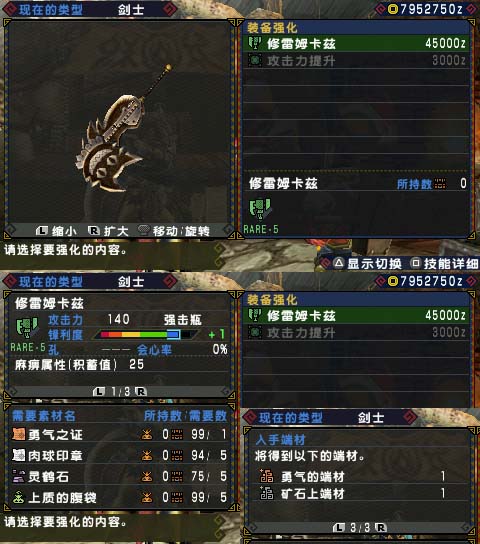 现在的类型 剑士
7952750z
装备强化
修雷姆卡兹 45000z
攻击力提升 3000z
修雷姆卡兹 所持数 0
RARE-5
L 缩小 R 扩大 移动/旋转
请选择要强化的内容。
△显示切换 □技能详细
现在的类型 剑士
7952750z
修雷姆卡兹
攻击力 140 强击瓶
RARE-5
锋利度 +1
孔 --- 会心率 0%
麻痹属性(积蓄值) 25
L 1/3 R
装备强化
修雷姆卡兹 45000z
攻击力提升 3000z
需要素材名 所持数/需要数
勇气之证 0 99/ 1
肉球印章 0 94/ 5
灵鹤石 0 75/ 5
上质的腹袋 0 99/ 5
请选择要强化的内容。
现在的类型 剑士
入手端材
将得到以下的端材。
勇气的端材 1
矿石上端材 1
L 3/3 R